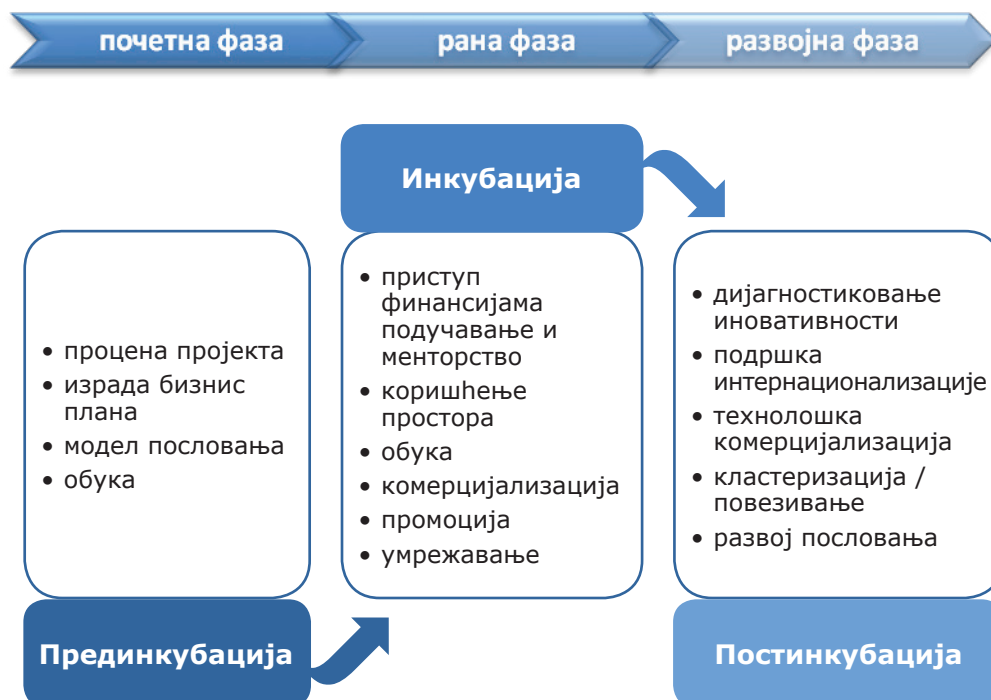 почетна фаза
рана фаза
развојна фаза
Инкубација
• процена пројекта
• израда бизнис
плана
• модел пословања
• обука
Прединкубација
• приступ
финансијама
подучавање и
менторство
• коришћење
простора
• обука
• комерцијализација
• промоција
• умрежавање
• дијагностиковање
иновативности
• подршка
интернационализације
• технолошка
комерцијализација
• кластеризација /
повезивање
• развој пословања
Постинкубација